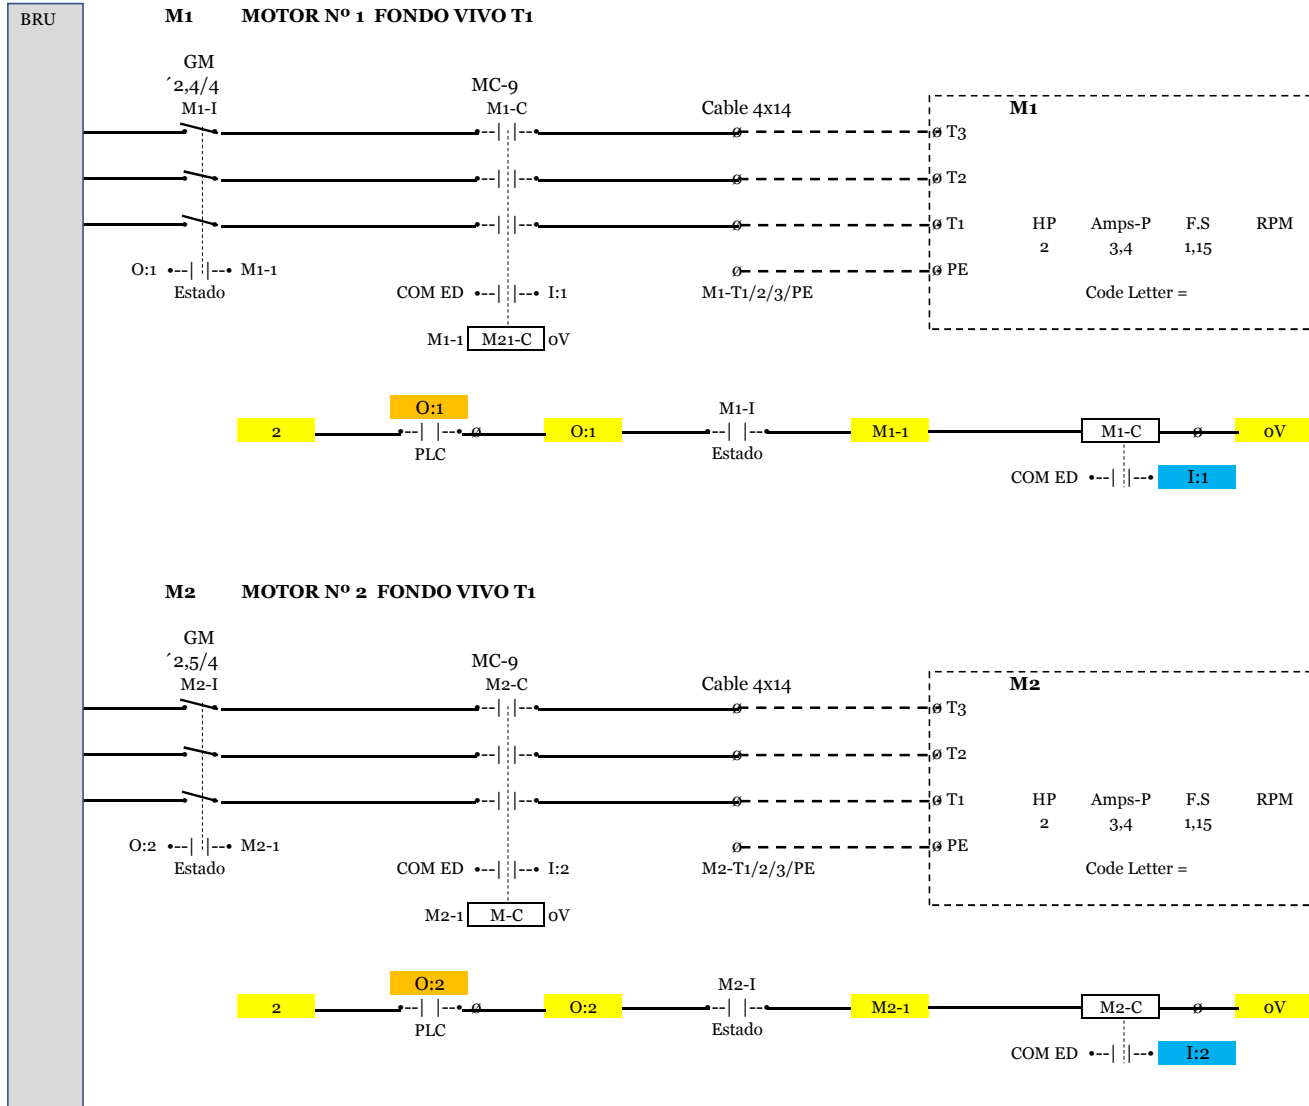 BRU
M1 MOTOR Nº 1 FONDO VIVO T1
GM
´2,4/4 MC-9
M1-I M1-C Cable 4x14 M1
ø ø T3
ø ø T2
ø ø T1 HP Amps-P F.S RPM
2 3,4 1,15
O:1 •--| |--• M1-1 ø ø PE
Estado COM ED •--| |--• I:1 M1-T1/2/3/PE Code Letter =
M1-1 M21-C 0V
O:1 M1-I
2 •--| |--• ø O:1 •--| |--• M1-1 M1-C ø 0V
PLC Estado
COM ED •--| |--• I:1
M2 MOTOR Nº 2 FONDO VIVO T1
GM
´2,5/4 MC-9
M2-I M2-C Cable 4x14 M2
ø ø T3
ø ø T2
ø ø T1 HP Amps-P F.S RPM
2 3,4 1,15
O:2 •--| |--• M2-1 ø ø PE
Estado COM ED •--| |--• I:2 M2-T1/2/3/PE Code Letter =
M2-1 M-C 0V
O:2 M2-I
2 •--| |--• ø O:2 •--| |--• M2-1 M2-C ø 0V
PLC Estado
COM ED •--| |--• I:2